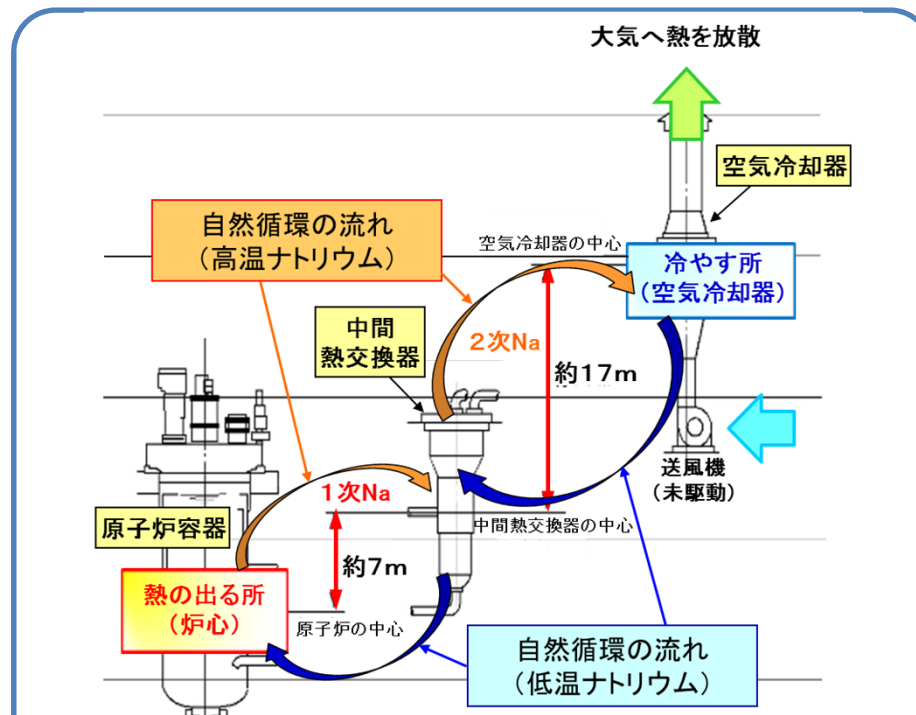 大気へ熱を放散
空気冷却器
自然循環の流れ
（高温ナトリウム）
空気冷却器の中心
冷やす所
（空気冷却器）
中間
熱交換器
２次Na
約17ｍ
送風機
（未駆動）
１次Na
原子炉容器
中間熱交換器の中心
約7ｍ
熱の出る所
（炉心）
原子炉の中心
自然循環の流れ
（低温ナトリウム）